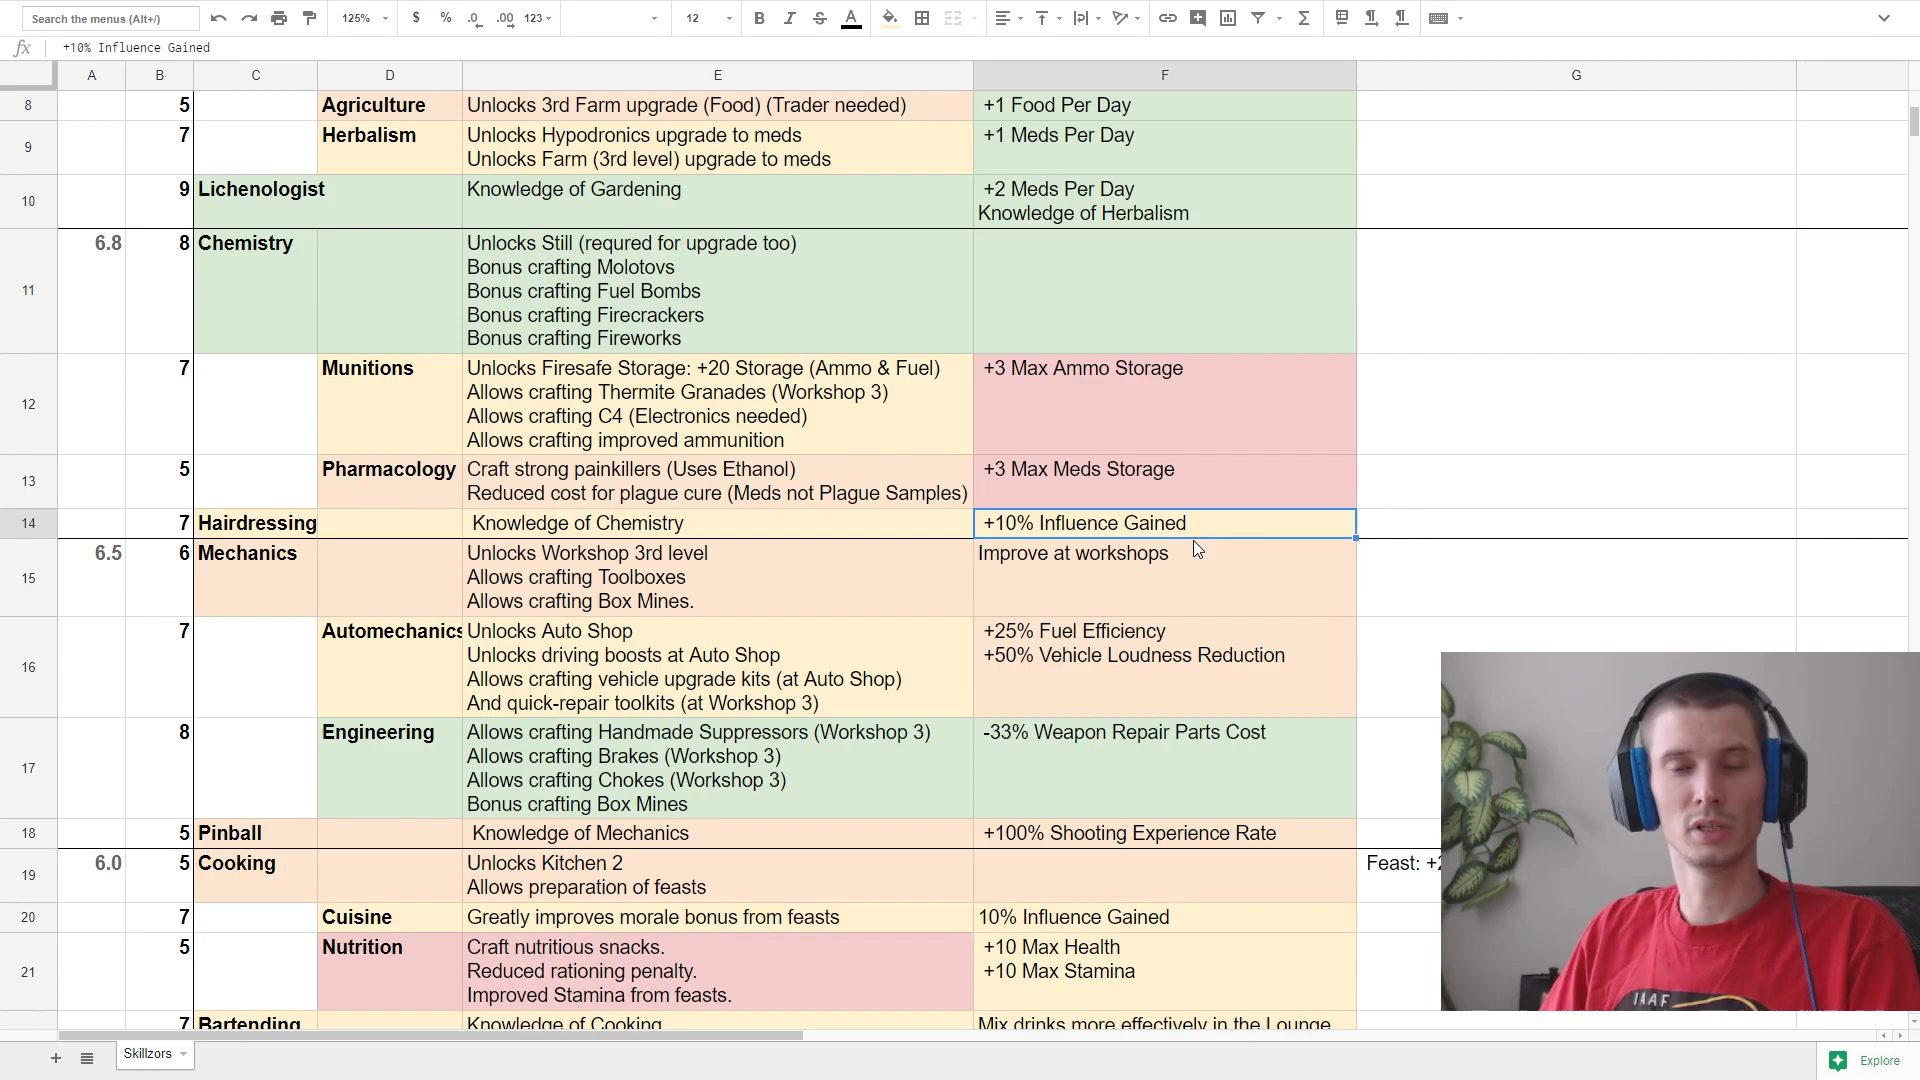 Search the menus (Alt+/)
125%
$
%
.0
.00
123
12
B
I
S
A
fx
+10% Influence Gained
A
B
C
D
E
F
G
8
5
Agriculture
Unlocks 3rd Farm upgrade (Food) (Trader needed)
+1 Food Per Day
9
7
Herbalism
Unlocks Hypodronics upgrade to meds
Unlocks Farm (3rd level) upgrade to meds
+1 Meds Per Day
10
9
Lichenologist
Knowledge of Gardening
+2 Meds Per Day
Knowledge of Herbalism
11
6.8
8
Chemistry
Unlocks Still (requred for upgrade too)
Bonus crafting Molotovs
Bonus crafting Fuel Bombs
Bonus crafting Firecrackers
Bonus crafting Fireworks
12
7
Munitions
Unlocks Firesafe Storage: +20 Storage (Ammo & Fuel)
Allows crafting Thermite Granades (Workshop 3)
Allows crafting C4 (Electronics needed)
Allows crafting improved ammunition
+3 Max Ammo Storage
13
5
Pharmacology
Craft strong painkillers (Uses Ethanol)
Reduced cost for plague cure (Meds not Plague Samples)
+3 Max Meds Storage
14
7
Hairdressing
Knowledge of Chemistry
+10% Influence Gained
15
6.5
6
Mechanics
Unlocks Workshop 3rd level
Allows crafting Toolboxes
Allows crafting Box Mines.
Improve at workshops
16
7
Automechanics
Unlocks Auto Shop
Unlocks driving boosts at Auto Shop
Allows crafting vehicle upgrade kits (at Auto Shop)
And quick-repair toolkits (at Workshop 3)
+25% Fuel Efficiency
+50% Vehicle Loudness Reduction
17
8
Engineering
Allows crafting Handmade Suppressors (Workshop 3)
Allows crafting Brakes (Workshop 3)
Allows crafting Chokes (Workshop 3)
Bonus crafting Box Mines
-33% Weapon Repair Parts Cost
18
5
Pinball
Knowledge of Mechanics
+100% Shooting Experience Rate
19
6.0
5
Cooking
Unlocks Kitchen 2
Allows preparation of feasts
Feast: +2
20
7
Cuisine
Greatly improves morale bonus from feasts
10% Influence Gained
21
5
Nutrition
Craft nutritious snacks.
Reduced rationing penalty.
Improved Stamina from feasts.
+10 Max Health
+10 Max Stamina
7
Bartending
Knowledge of Cooking
Mix drinks more effectively in the Lounge
IAAF
Skillzors
Explore